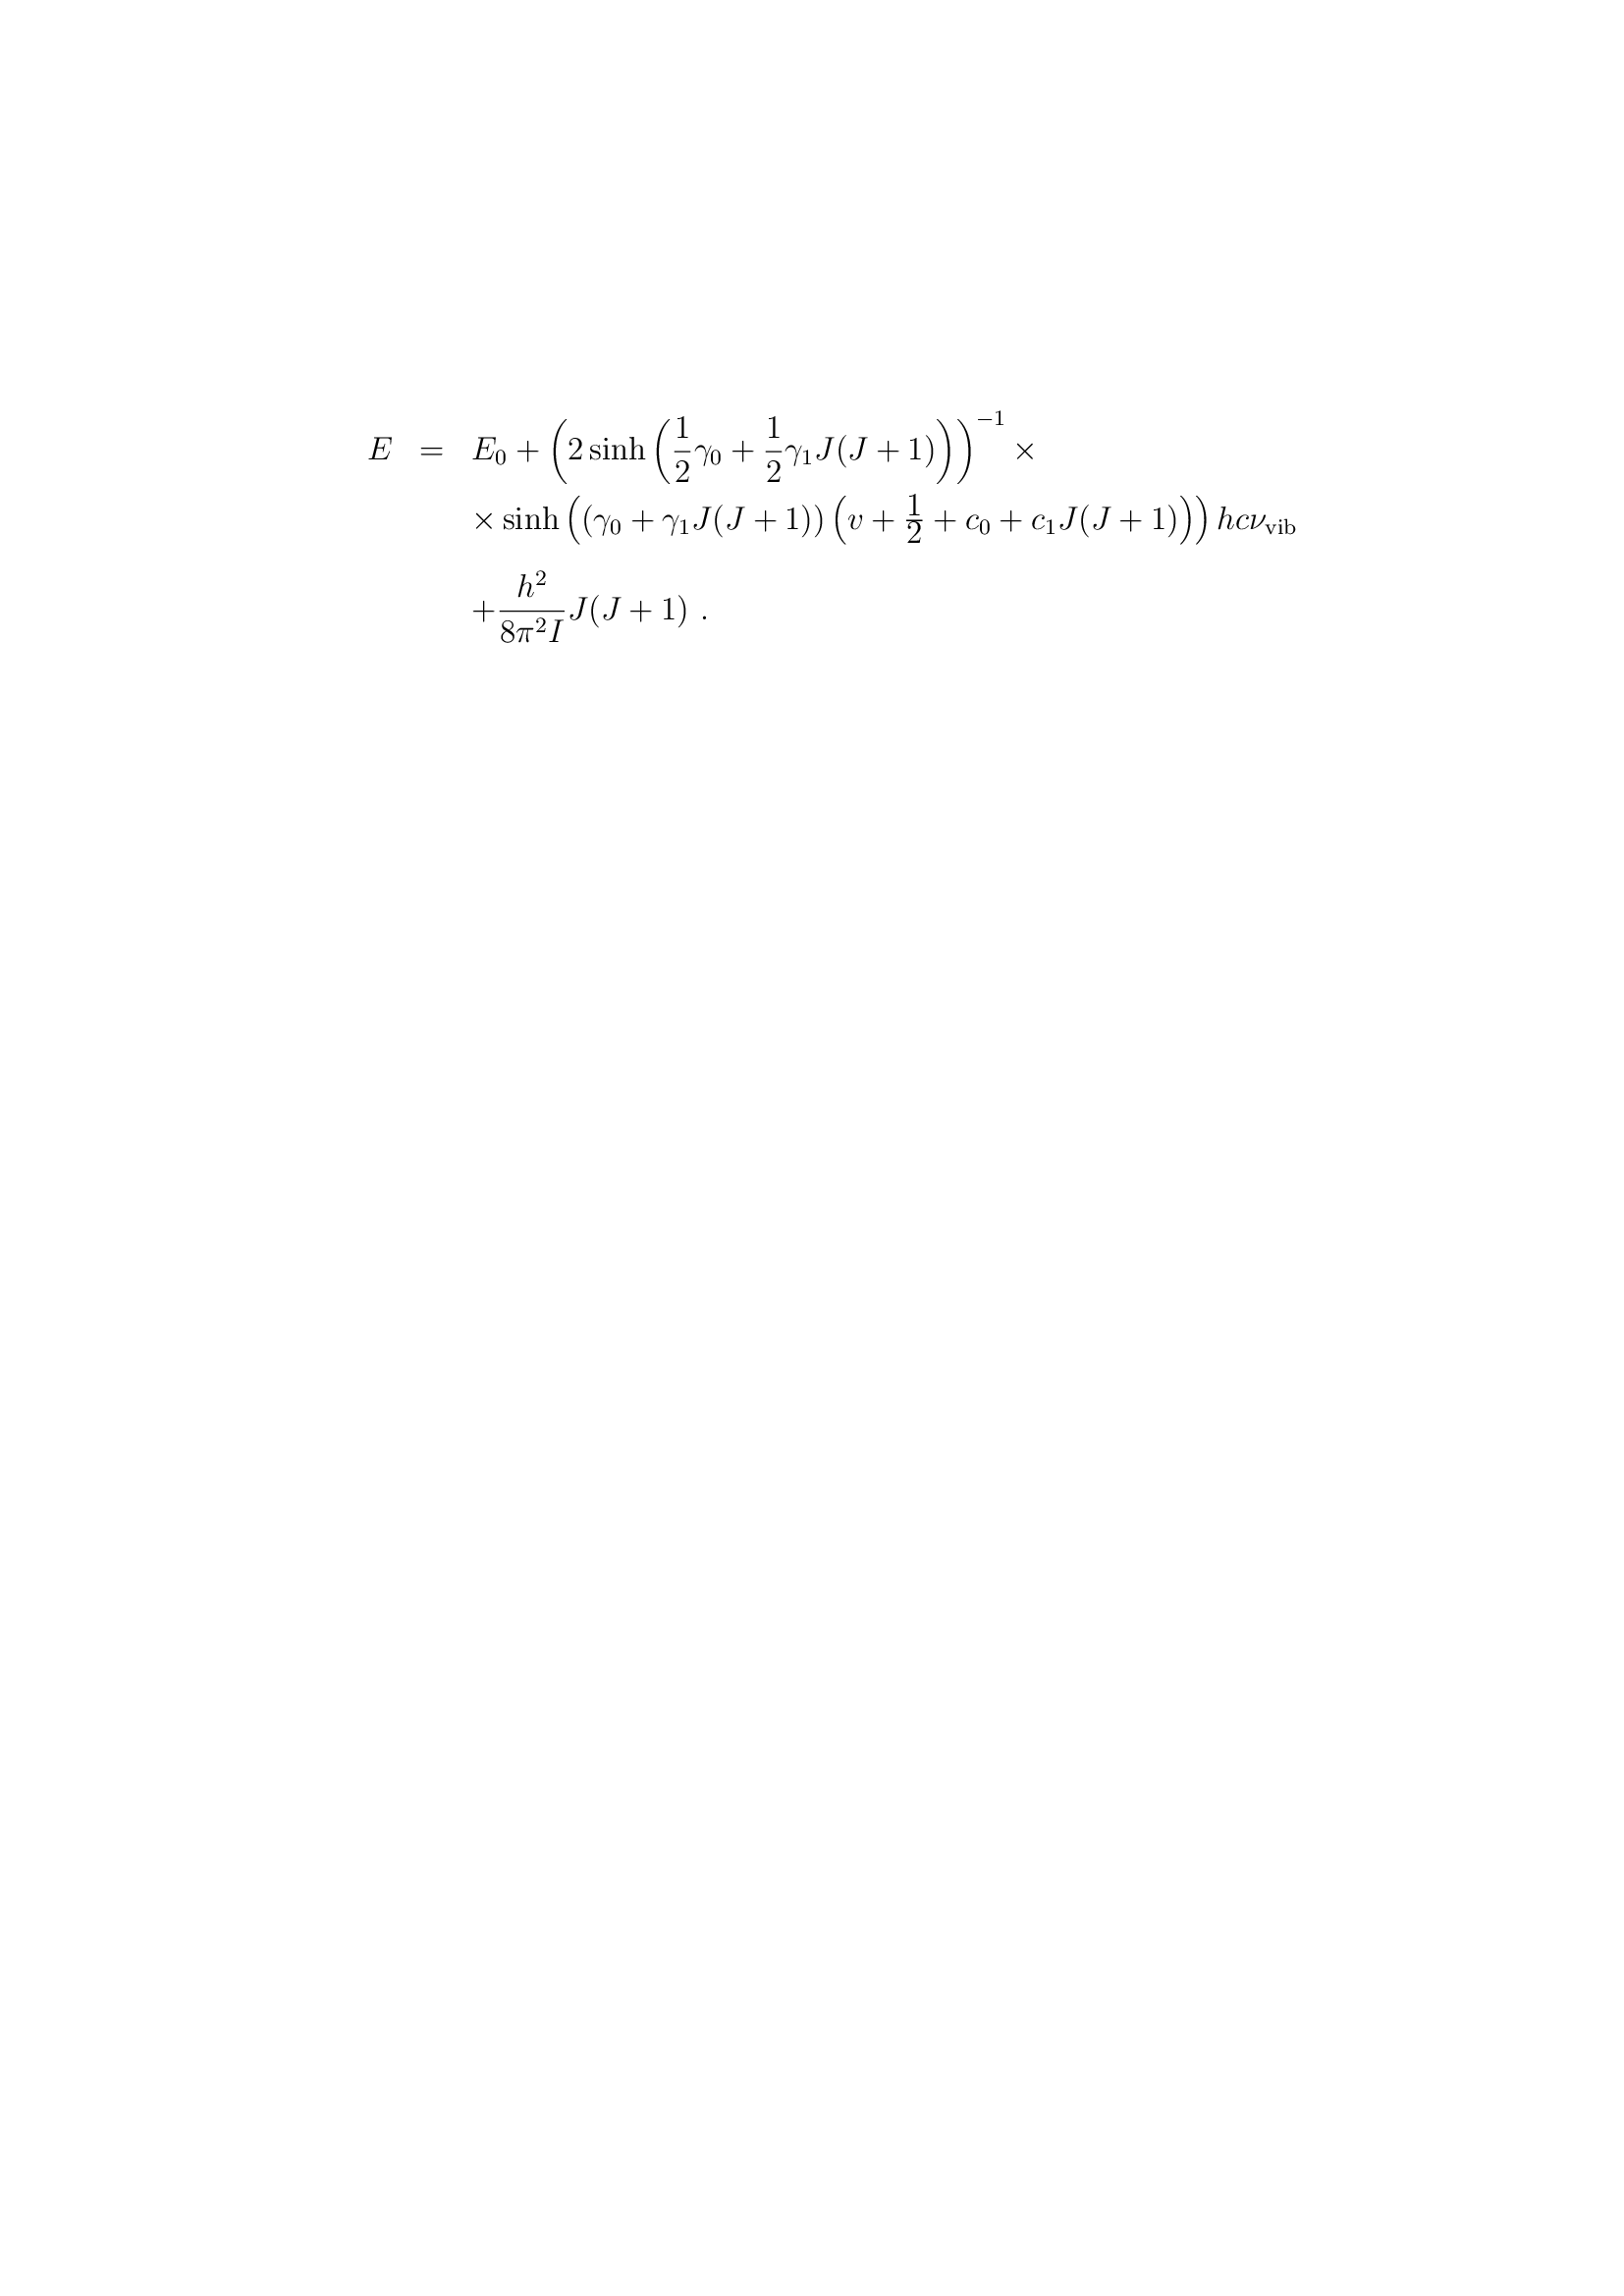 E = E_0 + \left( 2 \sinh \left( \frac{1}{2} \gamma_0 + \frac{1}{2} \gamma_1 J(J+1) \right) \right)^{-1} \times
\times \sinh \left( (\gamma_0 + \gamma_1 J(J+1)) \left( v + \frac{1}{2} + c_0 + c_1 J(J+1) \right) \right) hc\nu_{\text{vib}}
+ \frac{h^2}{8\pi^2 I} J(J+1) .